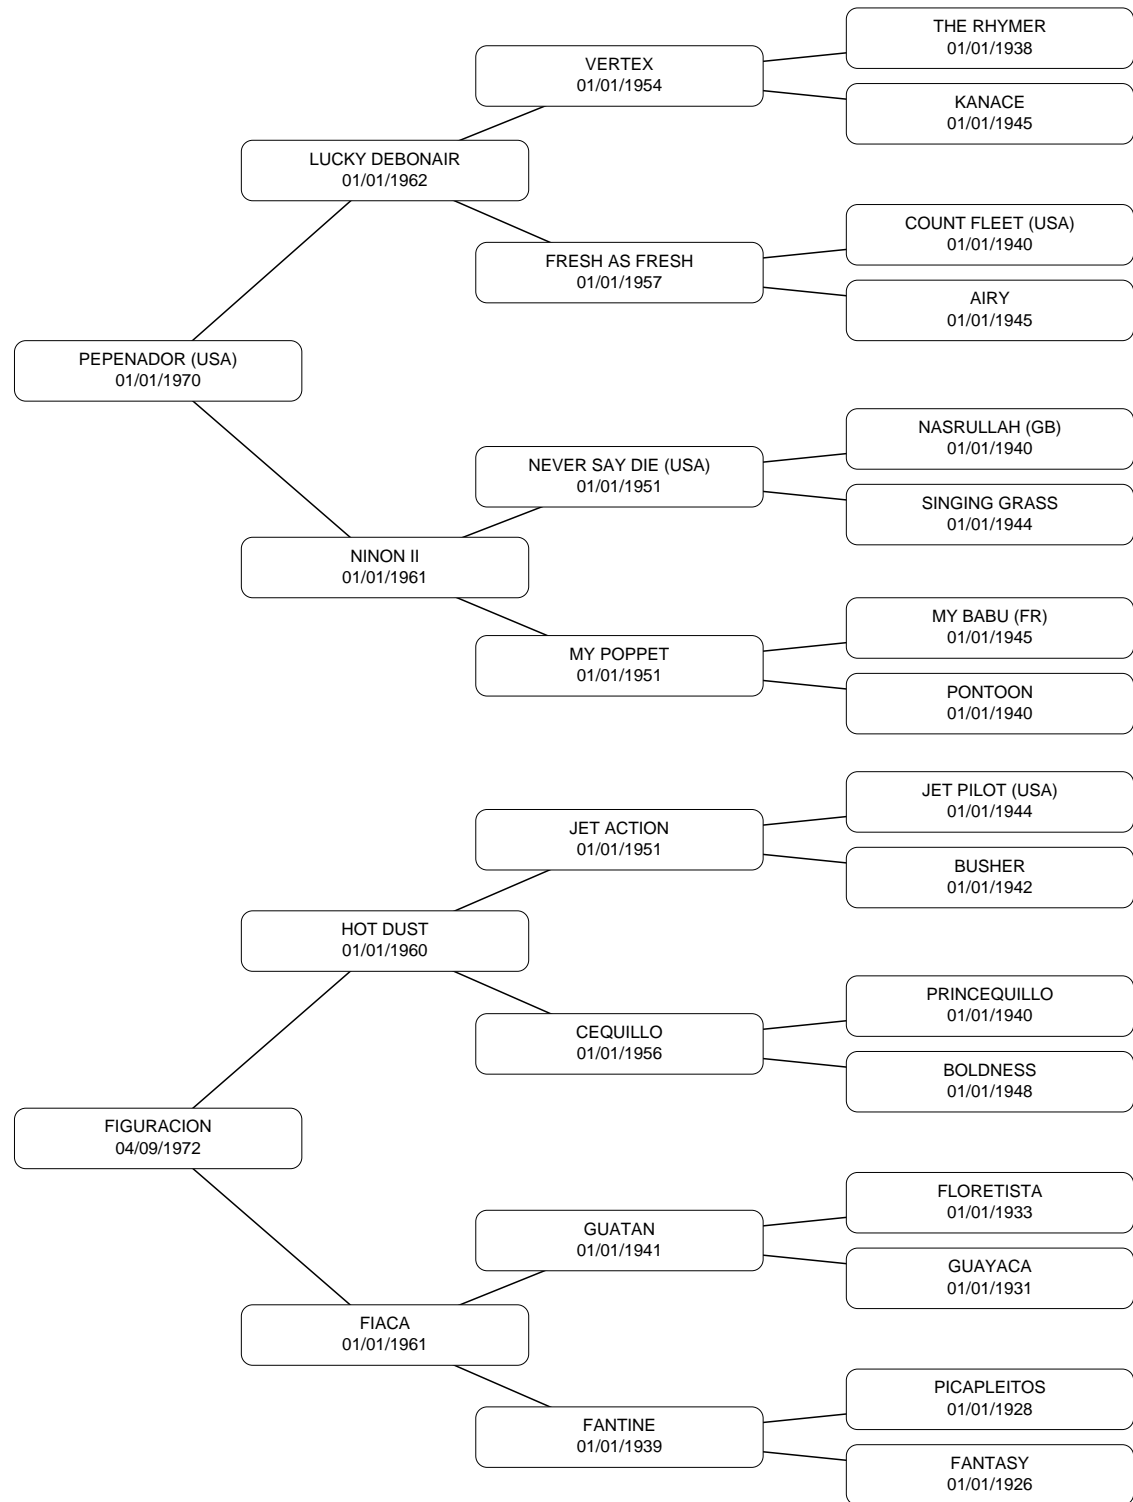 THE RHYMER
01/01/1938
VERTEX
01/01/1954
KANACE
01/01/1945
LUCKY DEBONAIR
01/01/1962
COUNT FLEET (USA)
01/01/1940
FRESH AS FRESH
01/01/1957
AIRY
01/01/1945
PEPENADOR (USA)
01/01/1970
NASRULLAH (GB)
01/01/1940
NEVER SAY DIE (USA)
01/01/1951
SINGING GRASS
01/01/1944
NINON II
01/01/1961
MY BABU (FR)
01/01/1945
MY POPPET
01/01/1951
PONTOON
01/01/1940
JET PILOT (USA)
01/01/1944
JET ACTION
01/01/1951
BUSHER
01/01/1942
HOT DUST
01/01/1960
PRINCEQUILLO
01/01/1940
CEQUILLO
01/01/1956
BOLDNESS
01/01/1948
FIGURACION
04/09/1972
FLORETISTA
01/01/1933
GUATAN
01/01/1941
GUAYACA
01/01/1931
FIACA
01/01/1961
PICAPLEITOS
01/01/1928
FANTINE
01/01/1939
FANTASY
01/01/1926